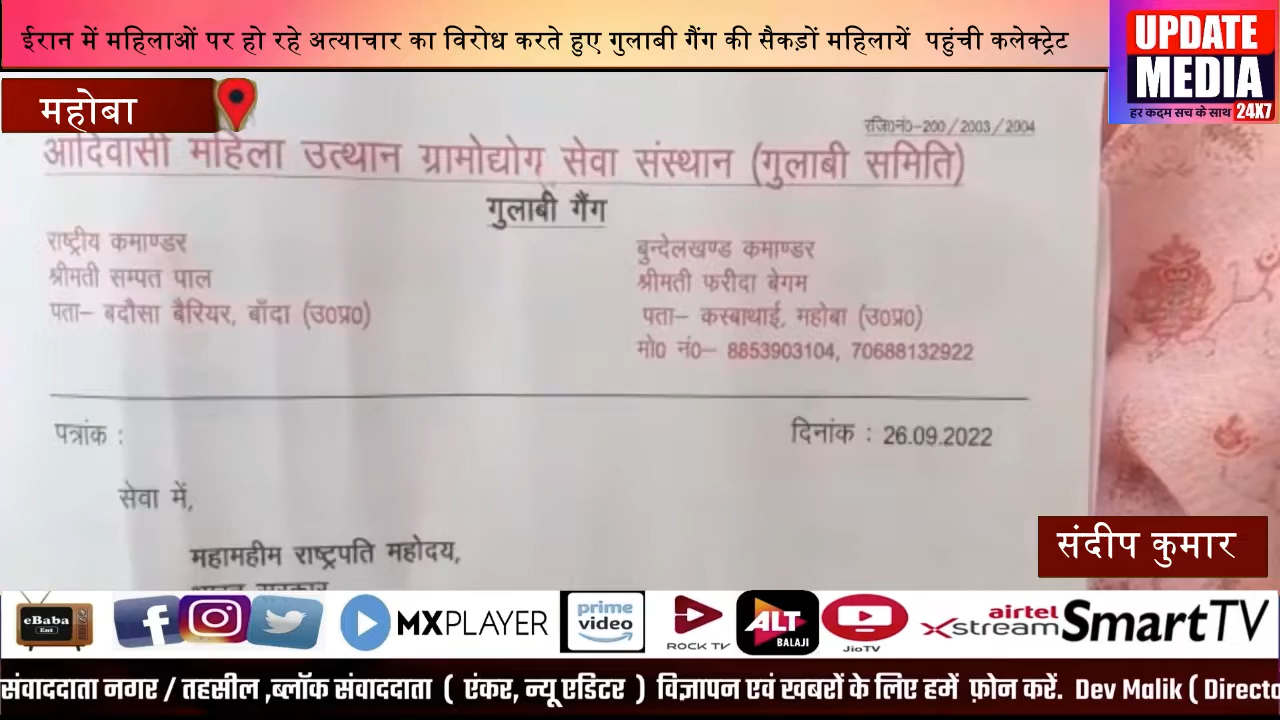 ईरान में महिलाओं पर हो रहे अत्याचार का विरोध करते हुए गुलाबी गैंग की सैकड़ों महिलायें पहुंची कलेक्ट्रेट
UPDATE
MEDIA
हर कदम सच के साथ 24X7
महोबा
रजि0नं0-200/2003/2004
आदिवासी महिला उत्थान ग्रामोद्योग सेवा संस्थान (गुलाबी समिति)
गुलाबी गैंग
राष्ट्रीय कमाण्डर
श्रीमती सम्पत पाल
पता– बदौसा बैरियर, बाँदा (उ0प्र0)
बुन्देलखण्ड कमाण्डर
श्रीमती फरीदा बेगम
पता– कस्बाथाई, महोबा (उ0प्र0)
मो0 नं0– 8853903104, 70688132922
पत्रांक :
दिनांक : 26.09.2022
सेवा में,
महामहीम राष्ट्रपति महोदय,
संदीप कुमार
eBaba
Ent
MXPLAYER
prime
video
ROCK TV
ALT
BALAJI
JioTV
airtel
xstream
SmartTV
संवाददाता नगर / तहसील ,ब्लॉक संवाददाता ( एंकर, न्यू एडिटर ) विज्ञापन एवं खबरों के लिए हमें फ़ोन करें. Dev Malik ( Directo